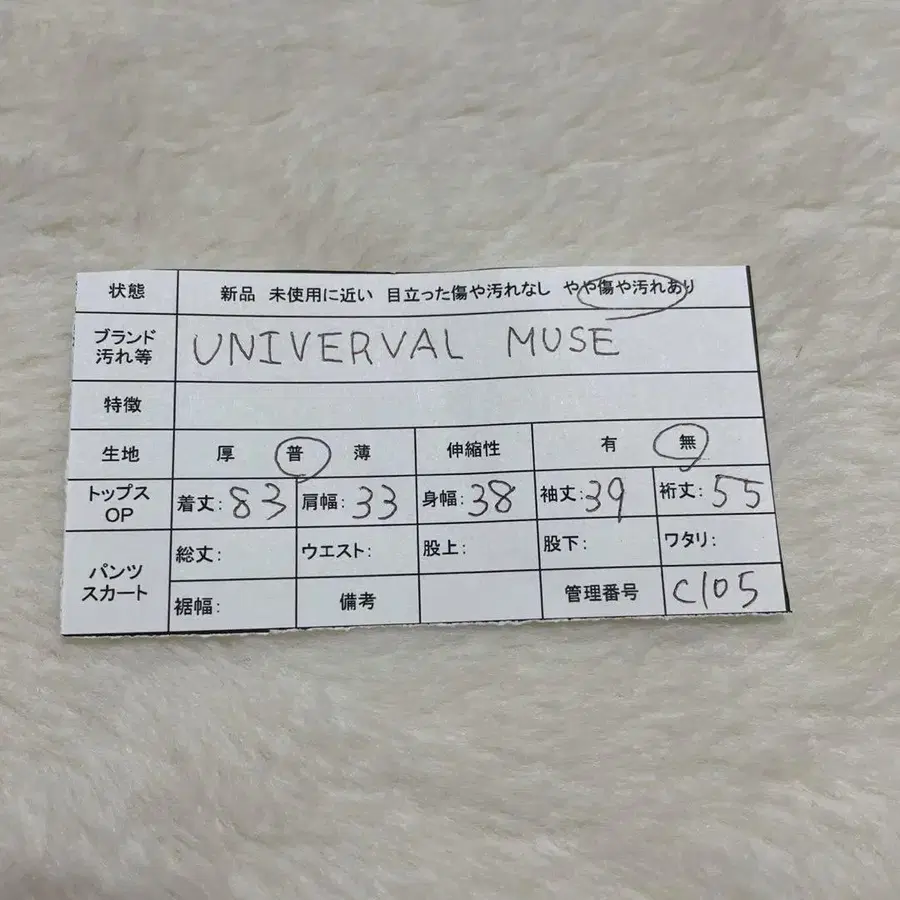 状態 新品 未使用に近い 目立った傷や汚れなし やや傷や汚れあり
ブランド 汚れ等 UNIVERVAL MUSE
特徴
生地 厚 普 薄 伸縮性 有 無
トップス OP 着丈:83 肩幅:33 身幅:38 袖丈:39 裄丈:55
パンツ スカート 総丈: ウエスト: 股上: 股下: ワタリ:
裾幅: 備考 管理番号 C105